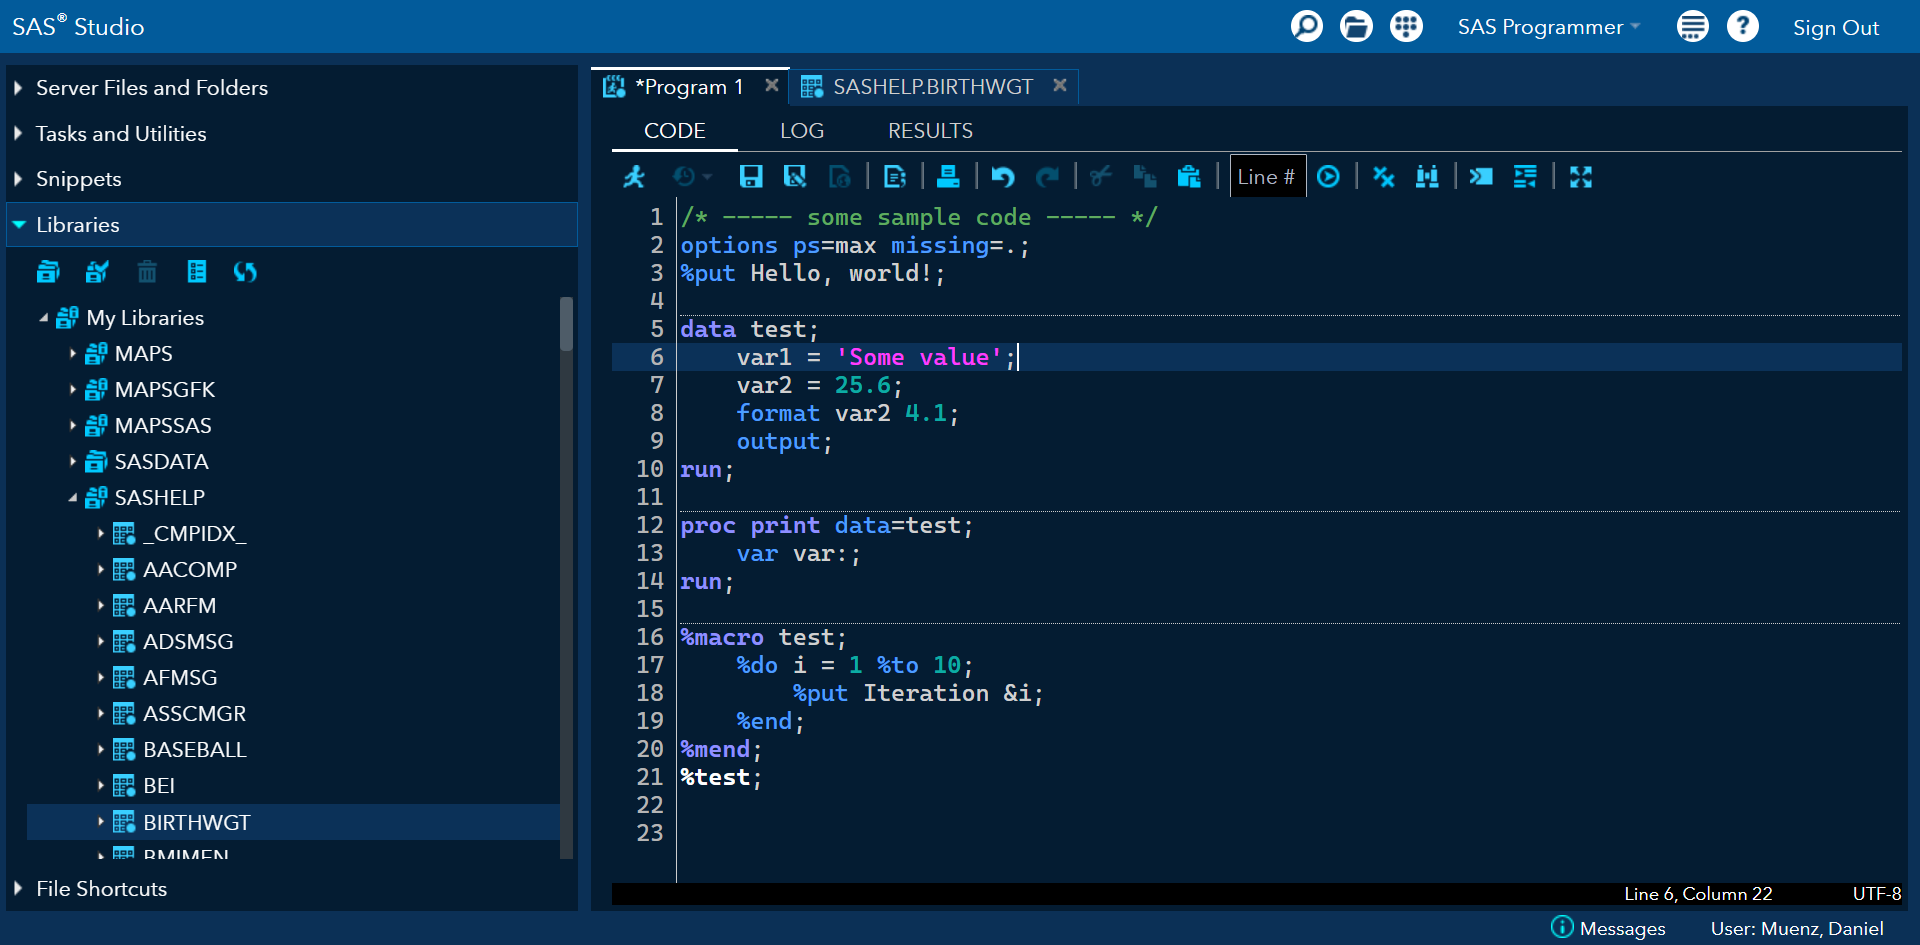 SAS® Studio
SAS Programmer
Sign Out
Server Files and Folders
Tasks and Utilities
Snippets
Libraries
My Libraries
MAPS
MAPSGFK
MAPSSAS
SASDATA
SASHELP
_CMPIDX_
AACOMP
AARFM
ADSMSG
AFMSG
ASSCMGR
BASEBALL
BEI
BIRTHWGT
BMIMEN
File Shortcuts
*Program 1
SASHELP.BIRTHWGT
CODE LOG RESULTS
Line #
1 /* ----- some sample code ----- */
2 options ps=max missing=.;
3 %put Hello, world!;
4
5 data test;
6     var1 = 'Some value';
7     var2 = 25.6;
8     format var2 4.1;
9     output;
10 run;
11
12 proc print data=test;
13     var var:;
14 run;
15
16 %macro test;
17     %do i = 1 %to 10;
18         %put Iteration &i;
19     %end;
20 %mend;
21 %test;
22
23
Line 6, Column 22
UTF-8
Messages
User: Muenz, Daniel